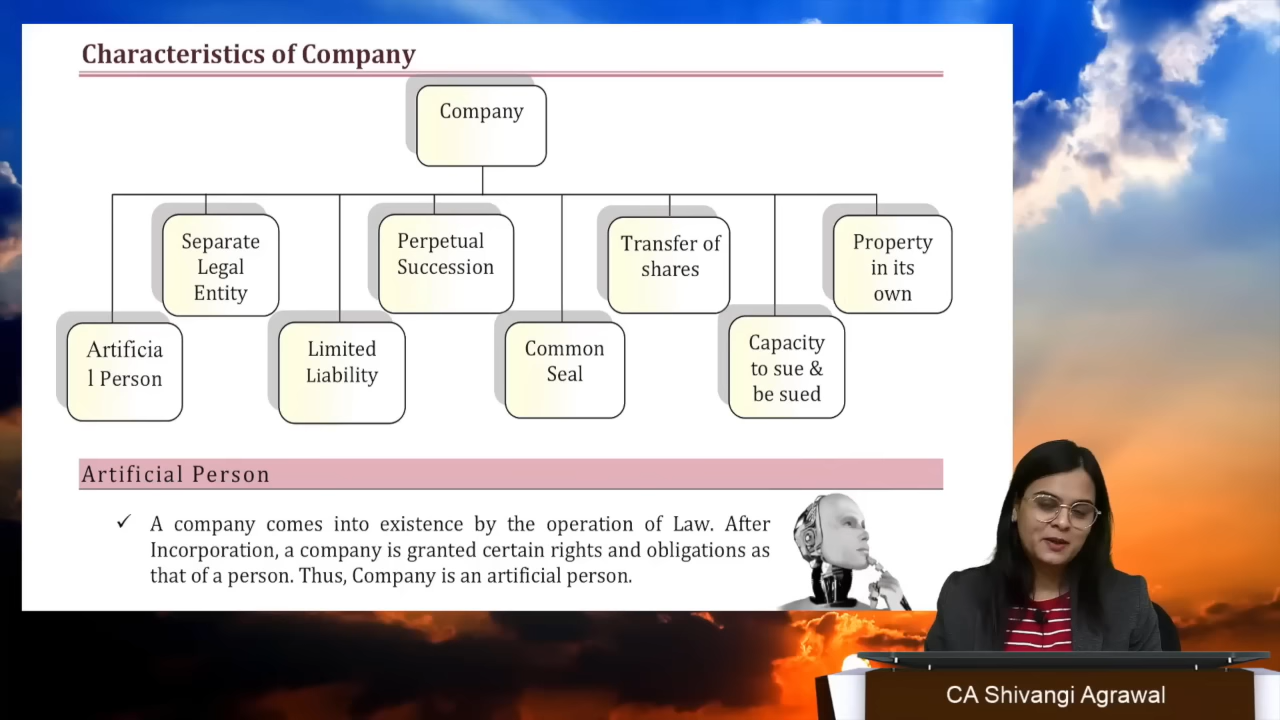 Characteristics of Company
Company
Separate
Legal
Entity
Perpetual
Succession
Transfer of
shares
Property
in its
own
Artificia
l Person
Limited
Liability
Common
Seal
Capacity
to sue &
be sued
Artificial Person
✓ A company comes into existence by the operation of Law. After
Incorporation, a company is granted certain rights and obligations as
that of a person. Thus, Company is an artificial person.
CA Shivangi Agrawal